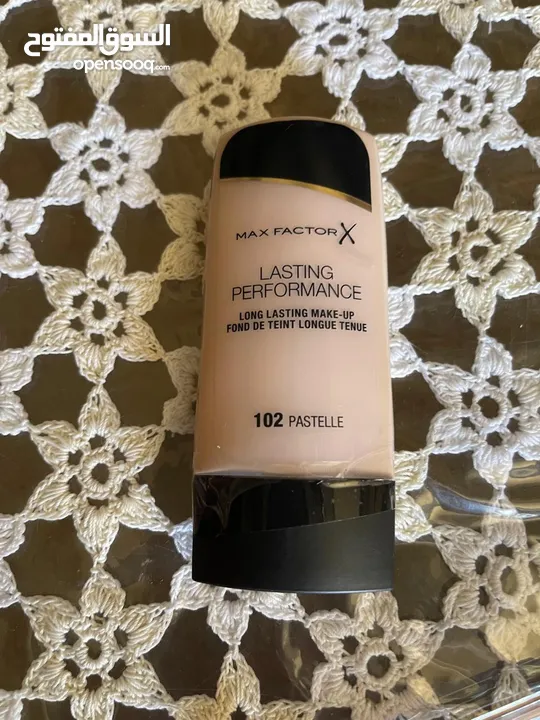 السوق المفتوح
opensooq.com
MAX FACTOR X
LASTING
PERFORMANCE
LONG LASTING MAKE-UP
FOND DE TEINT LONGUE TENUE
102 PASTELLE